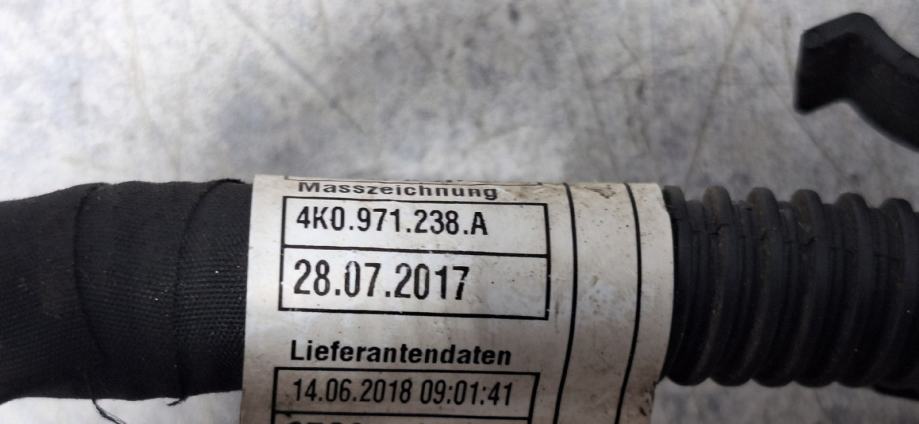 Masszeichnung
4K0.971.238.A
28.07.2017
Lieferantendaten
14.06.2018 09:01:41